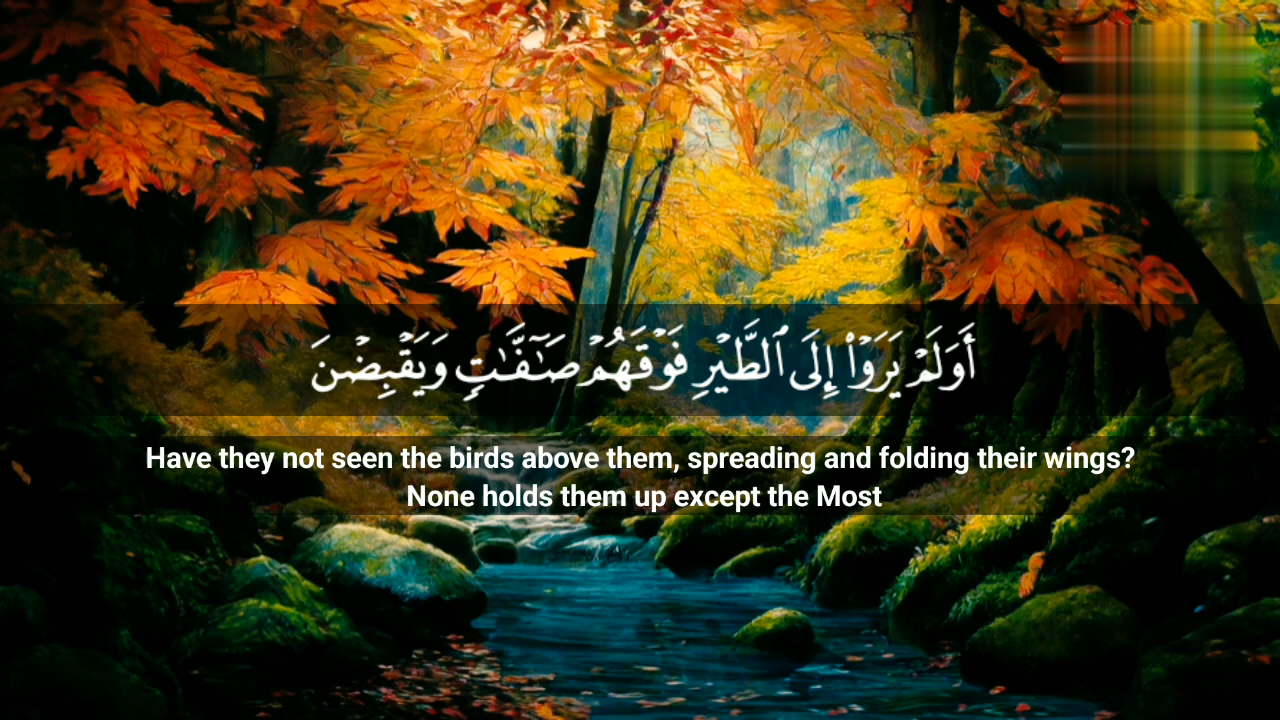 أَوَلَمْ يَرَوْا۟ إِلَى ٱلطَّيْرِ فَوْقَهُمْ صَـٰٓفَّـٰتٍ وَيَقْبِضْنَ
Have they not seen the birds above them, spreading and folding their wings?
None holds them up except the Most